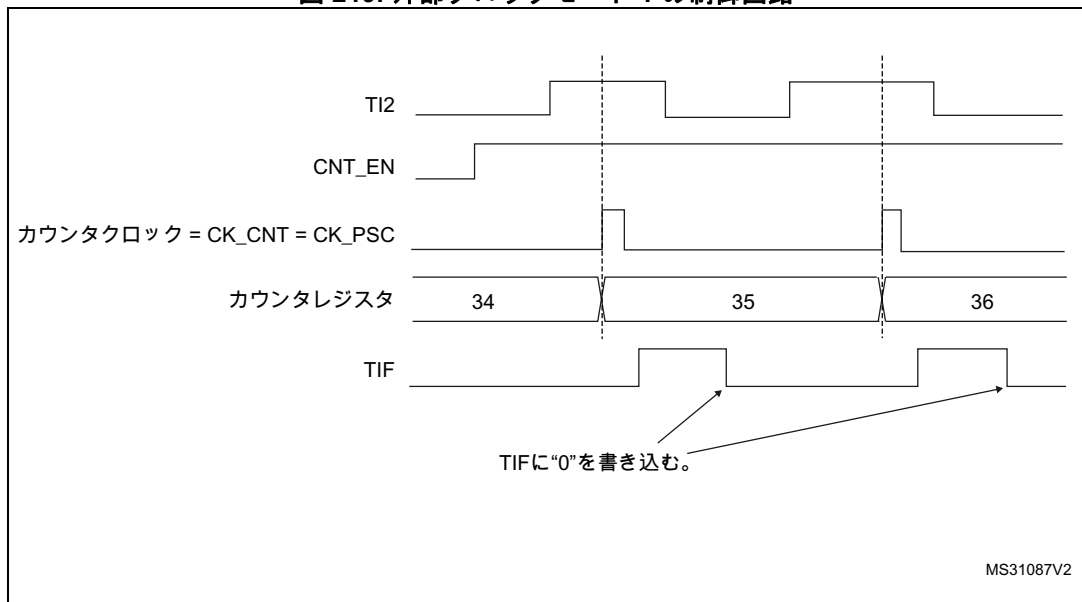 TI2
CNT_EN
カウンタクロック = CK_CNT = CK_PSC
カウンタレジスタ 34 35 36
TIF
TIFに“0”を書き込む。
MS31087V2